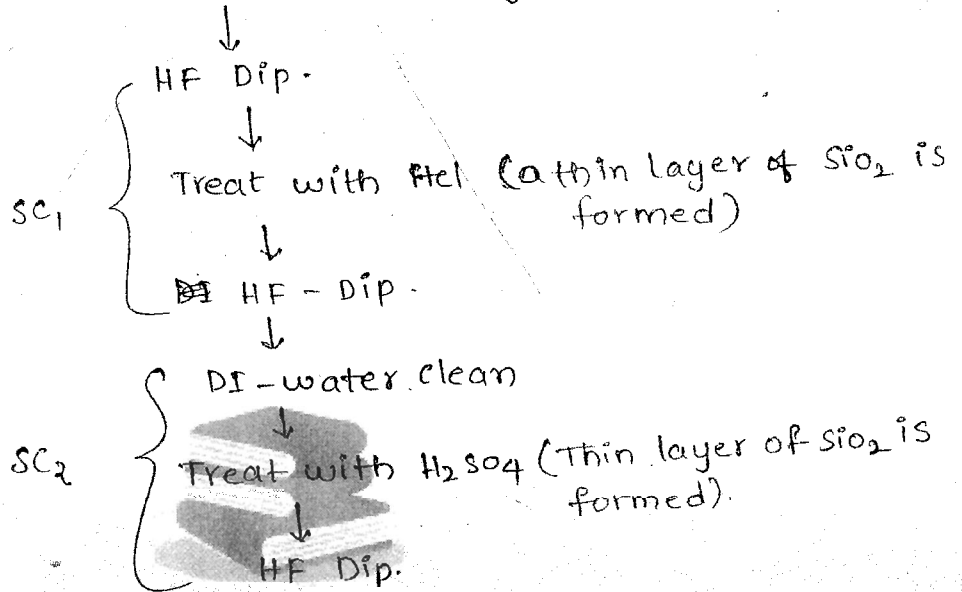 ↓
HF Dip.
↓
SC₁ { Treat with Hcl (a thin layer of SiO₂ is
formed)
↓
HF - Dip.
↓
DI - water clean
↓
SC₂ { Treat with H₂SO₄ (Thin layer of SiO₂ is
formed).
↓
HF Dip.